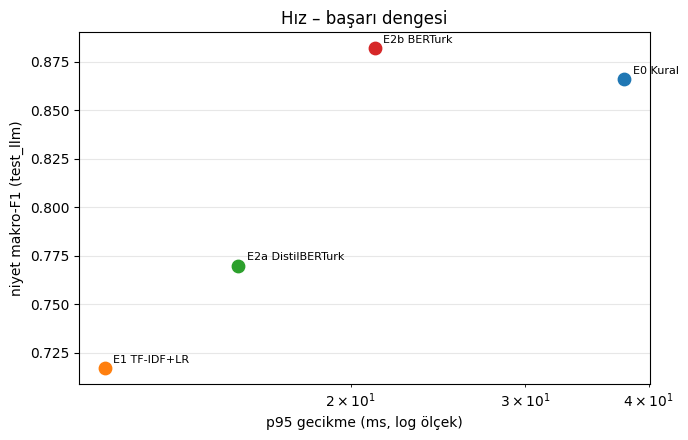 Hız – başarı dengesi
E2b BERTurk
E0 Kural
E2a DistilBERTurk
E1 TF-IDF+LR
niyet makro-F1 (test_llm)
0.875
0.850
0.825
0.800
0.775
0.750
0.725
2 × 10¹
3 × 10¹
4 × 10¹
p95 gecikme (ms, log ölçek)